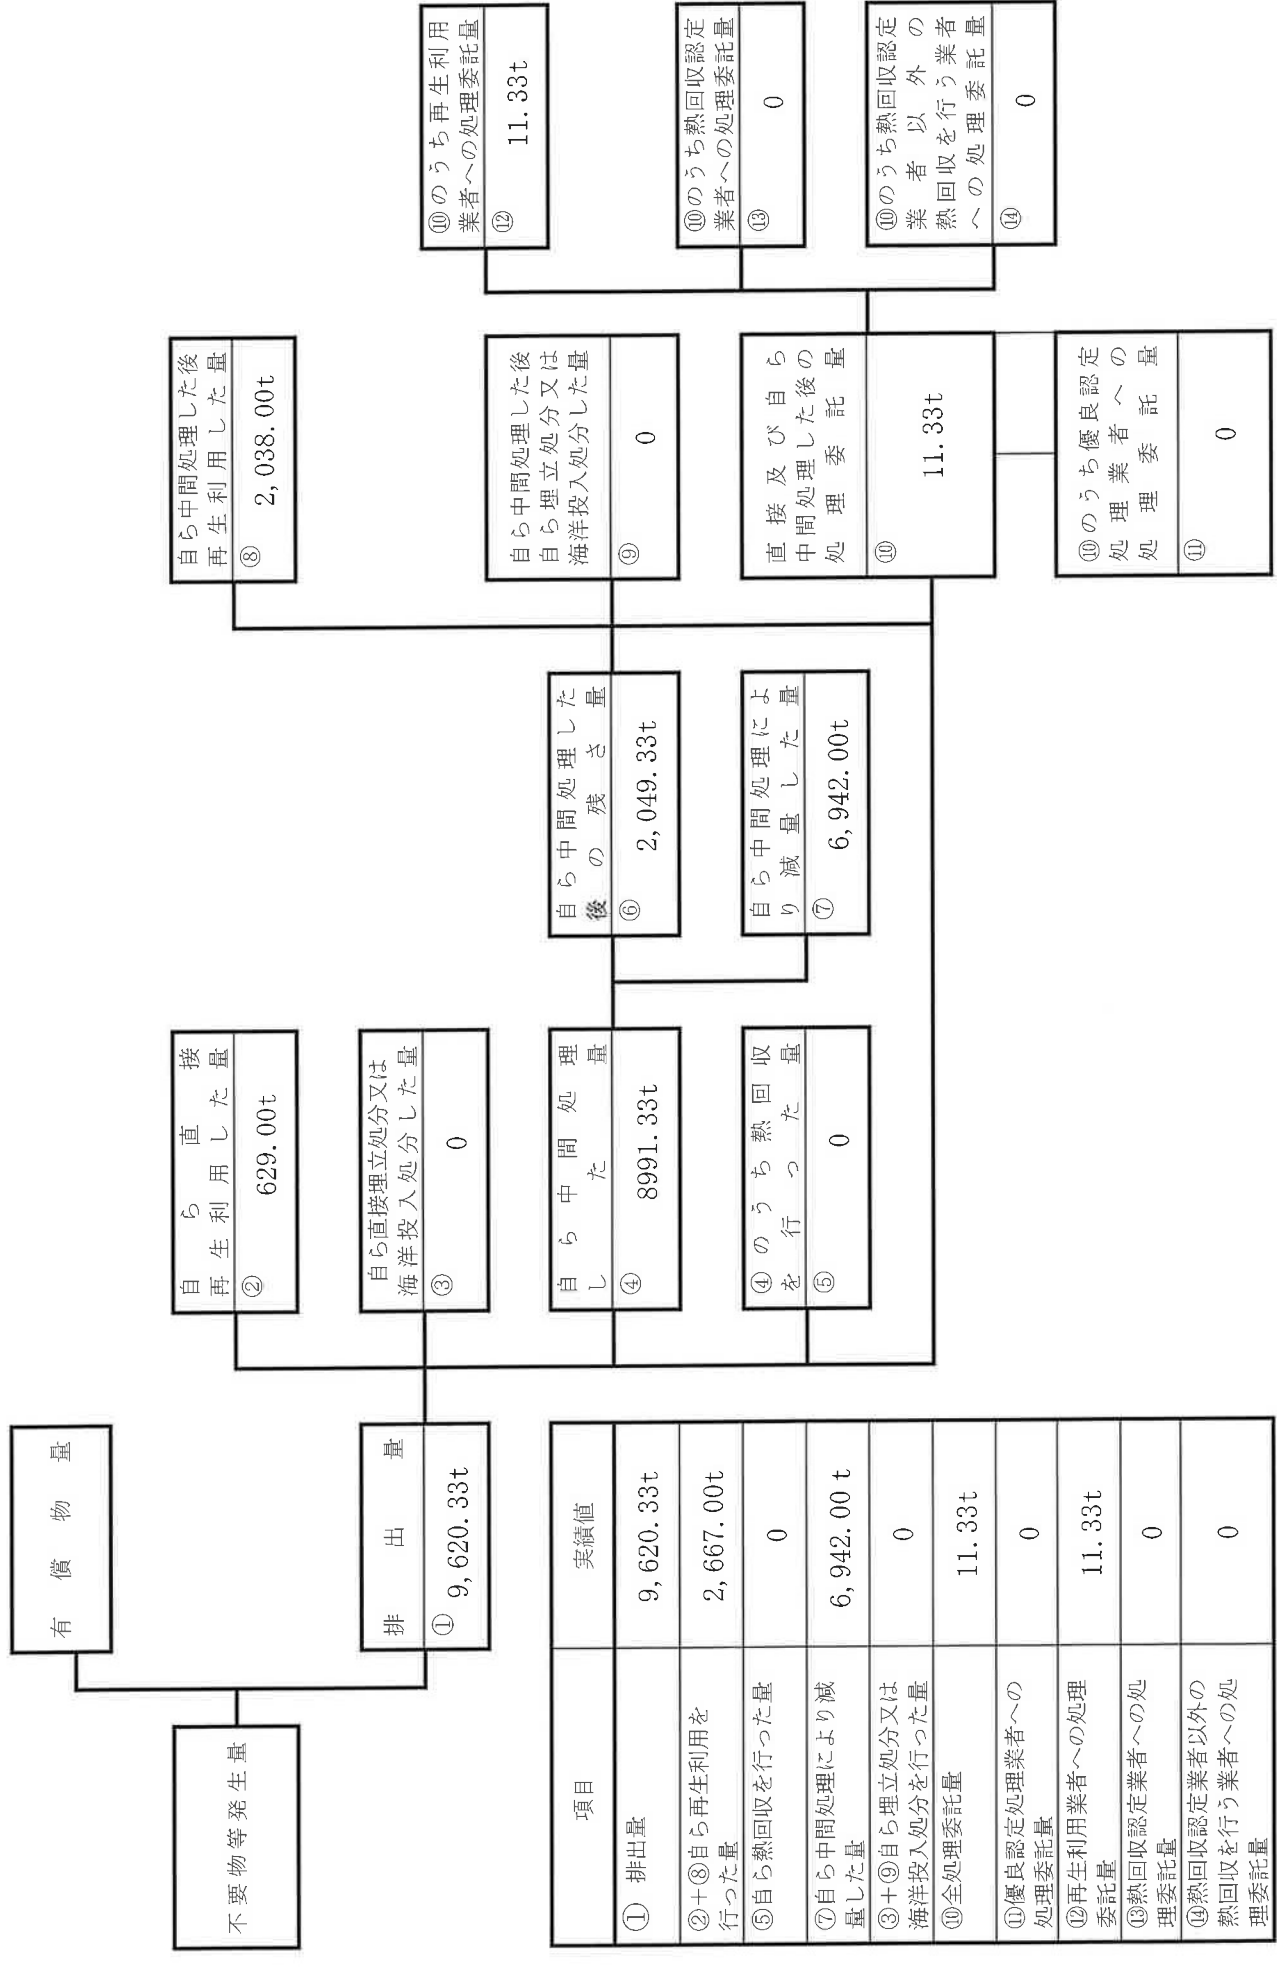 不要物等発生量
有償物量
排出量
① 9,620.33t
自ら直接
再生利用した量
② 629.00t
自ら直接埋立処分又は
海洋投入処分した量
③ 0
自ら中間処理
した量
④ 8991.33t
④のうち熱回収
を行った量
⑤ 0
自ら中間処理した
後の残さ量
⑥ 2,049.33t
自ら中間処理によ
り減量した量
⑦ 6,942.00t
自ら中間処理した後
再生利用した量
⑧ 2,038.00t
自ら中間処理した後
自ら埋立処分又は
海洋投入処分した量
⑨ 0
直接及び自ら
中間処理した後の
処理委託量
⑩ 11.33t
⑩のうち優良認定
処理業者への
処理委託量
⑪ 0
⑩のうち再生利用
業者への処理委託量
⑫ 11.33t
⑩のうち熱回収認定
業者への処理委託量
⑬ 0
⑩のうち熱回収認定
業者以外の
熱回収を行う業者
への処理委託量
⑭ 0
項目 実績値
① 排出量 9,620.33t
②+⑧自ら再生利用を
行った量 2,667.00t
⑤自ら熱回収を行った量 0
⑦自ら中間処理により減
量した量 6,942.00 t
③+⑨自ら埋立処分又は
海洋投入処分を行った量 0
⑩全処理委託量 11.33t
⑪優良認定処理業者への
処理委託量 0
⑫再生利用業者への処理
委託量 11.33t
⑬熱回収認定業者への処
理委託量 0
⑭熱回収認定業者以外の
熱回収を行う業者への処
理委託量 0